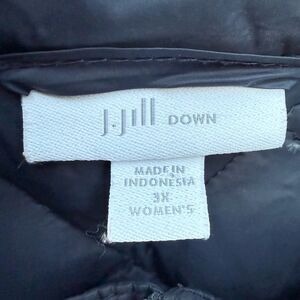 J.Jill DOWN
MADE IN
INDONESIA
3X
WOMEN'S